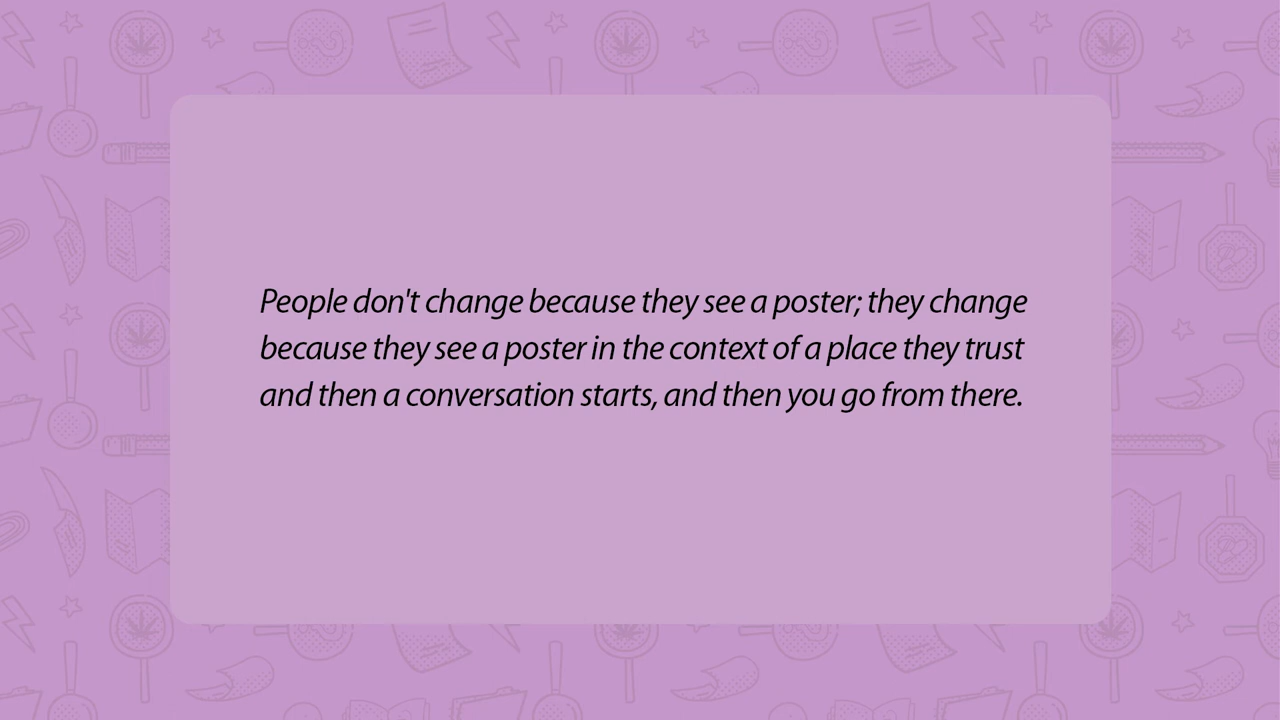 People don't change because they see a poster; they change
because they see a poster in the context of a place they trust
and then a conversation starts, and then you go from there.